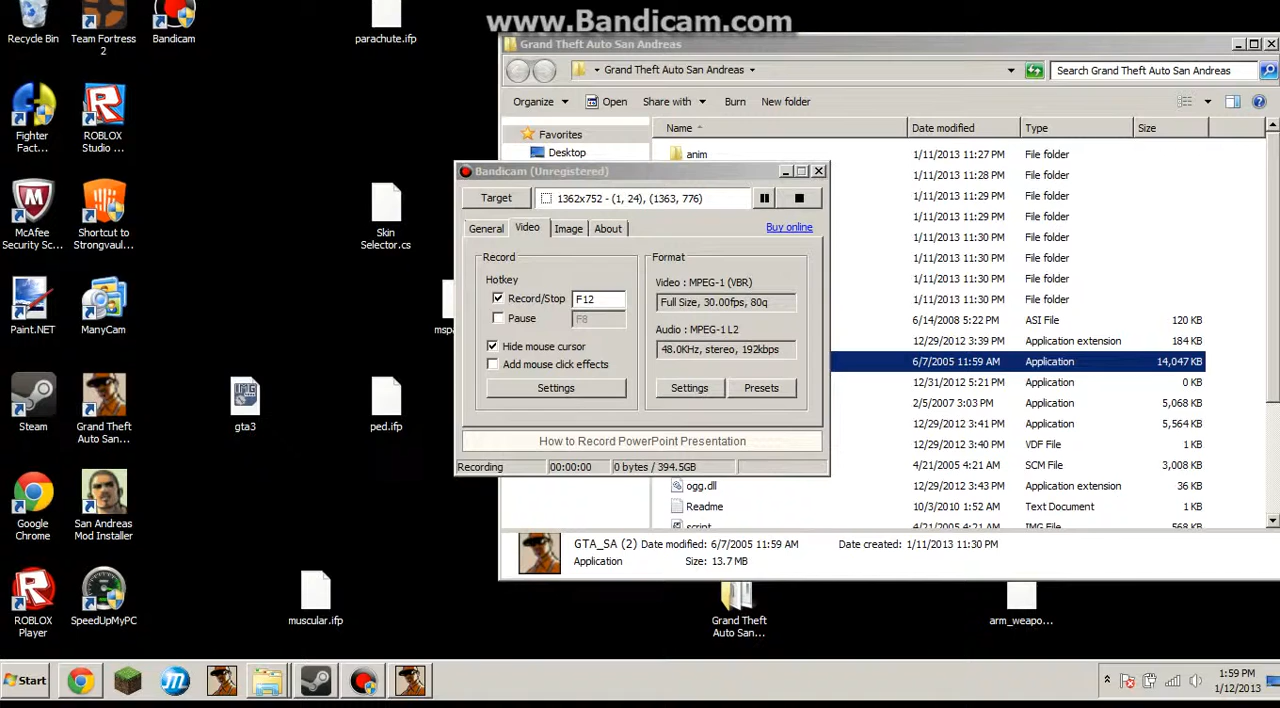 www.Bandicam.com
Recycle Bin
Team Fortress
2
Bandicam
parachute.ifp
Fighter
Fact...
ROBLOX
Studio ...
McAfee
Security Sc...
Shortcut to
Strongvaul...
Skin
Selector.cs
Paint.NET
ManyCam
Steam
Grand Theft
Auto San...
gta3
ped.ifp
Google
Chrome
San Andreas
Mod Installer
ROBLOX
Player
SpeedUpMyPC
muscular.ifp
Grand Theft
Auto San...
arm_weapo...
Grand Theft Auto San Andreas
Grand Theft Auto San Andreas
Search Grand Theft Auto San Andreas
Organize Open Share with Burn New folder
Favorites
Desktop
Name Date modified Type Size
anim 1/11/2013 11:27 PM File folder
1/11/2013 11:28 PM File folder
1/11/2013 11:29 PM File folder
1/11/2013 11:29 PM File folder
1/11/2013 11:30 PM File folder
1/11/2013 11:30 PM File folder
1/11/2013 11:30 PM File folder
6/14/2008 5:22 PM ASI File 120 KB
12/29/2012 3:39 PM Application extension 184 KB
6/7/2005 11:59 AM Application 14,047 KB
12/31/2012 5:21 PM Application 0 KB
2/5/2007 3:03 PM Application 5,068 KB
12/29/2012 3:41 PM Application 5,564 KB
12/29/2012 3:40 PM VDF File 1 KB
4/21/2005 4:21 AM SCM File 3,008 KB
ogg.dll 12/29/2012 3:43 PM Application extension 36 KB
Readme 10/3/2010 1:52 AM Text Document 1 KB
script 4/21/2005 4:21 AM IMG File 568 KB
GTA_SA (2) Date modified: 6/7/2005 11:59 AM Date created: 1/11/2013 11:30 PM
Application Size: 13.7 MB
Bandicam (Unregistered)
Target 1362x752 - (1, 24), (1363, 776)
General Video Image About Buy online
Record
Hotkey
Record/Stop F12
Pause F8
Hide mouse cursor
Add mouse click effects
Settings
Format
Video : MPEG-1 (VBR)
Full Size, 30.00fps, 80q
Audio : MPEG-1 L2
48.0KHz, stereo, 192kbps
Settings Presets
How to Record PowerPoint Presentation
Recording 00:00:00 0 bytes / 394.5GB
Start
1:59 PM
1/12/2013